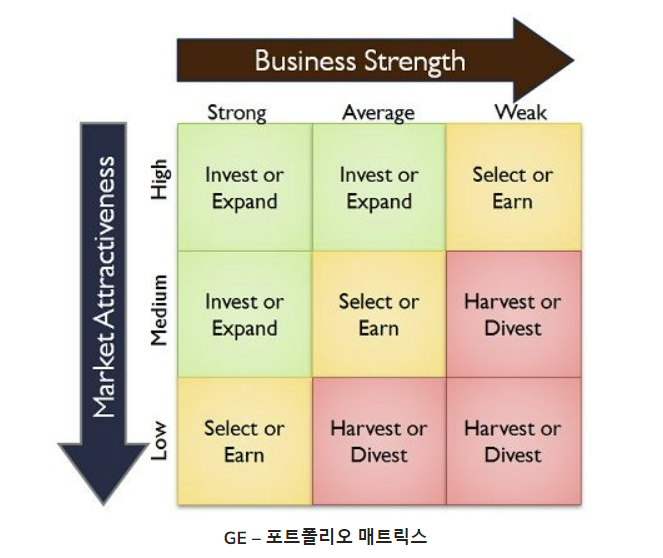 Business Strength
Strong Average Weak
Market Attractiveness
High
Invest or
Expand
Invest or
Expand
Select or
Earn
Medium
Invest or
Expand
Select or
Earn
Harvest or
Divest
Low
Select or
Earn
Harvest or
Divest
Harvest or
Divest
GE – 포트폴리오 매트릭스